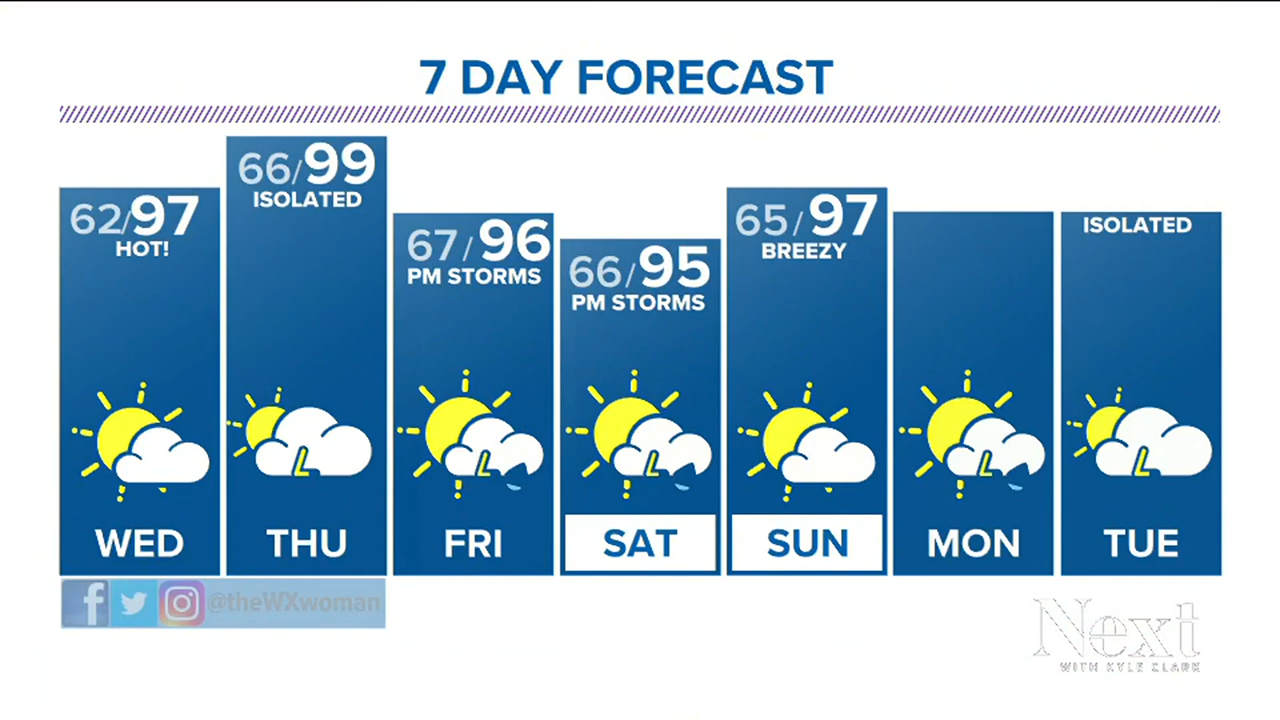 7 DAY FORECAST
62/97
HOT!
66/99
ISOLATED
67/96
PM STORMS
66/95
PM STORMS
65/97
BREEZY
ISOLATED
WED
THU
FRI
SAT
SUN
MON
TUE
@theWXwoman
Next
WITH KYLE CLARK